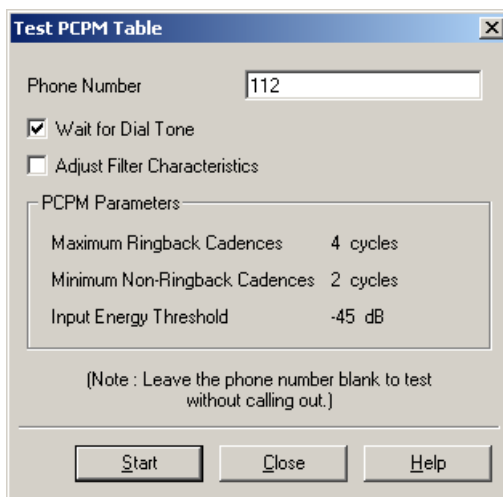 Test PCPM Table
Phone Number 112
Wait for Dial Tone
Adjust Filter Characteristics
PCPM Parameters
Maximum Ringback Cadences 4 cycles
Minimum Non-Ringback Cadences 2 cycles
Input Energy Threshold -45 dB
(Note : Leave the phone number blank to test
without calling out.)
Start Close Help